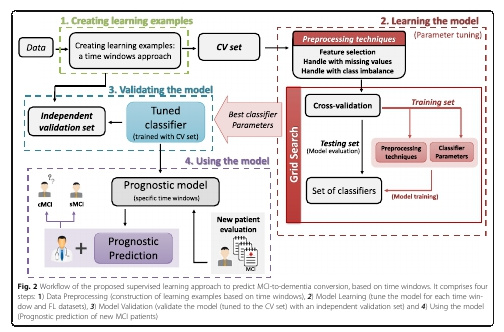 1. Creating learning examples
Data
Creating learning examples:
a time windows approach
CV set
2. Learning the model
(Parameter tuning)
Preprocessing techniques
Feature selection
Handle with missing values
Handle with class imbalance
Grid Search
Cross-validation
Training set
Testing set
(Model evaluation)
Preprocessing
techniques
Classifier
Parameters
Set of classifiers
(Model training)
Best classifier
Parameters
3. Validating the model
Independent
validation set
Tuned
classifier
(trained with CV set)
4. Using the model
cMCI
sMCI
Prognostic model
(specific time windows)
New patient
evaluation
MCI
+
Prognostic
Prediction
Fig. 2 Workflow of the proposed supervised learning approach to predict MCI-to-dementia conversion, based on time windows. It comprises four
steps: 1) Data Preprocessing (construction of learning examples based on time windows), 2) Model Learning (tune the model for each time win-
dow and FL datasets), 3) Model Validation (validate the model (tuned to the CV set) with an independent validation set) and 4) Using the model
(Prognostic prediction of new MCI patients)